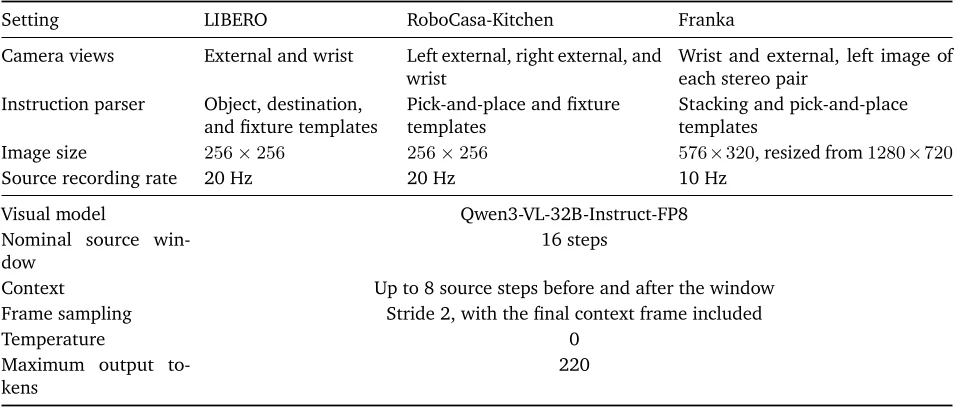 Setting LIBERO RoboCasa-Kitchen Franka
Camera views External and wrist Left external, right external, and Wrist and external, left image of
wrist each stereo pair
Instruction parser Object, destination, Pick-and-place and fixture Stacking and pick-and-place
and fixture templates templates templates
Image size 256 × 256 256 × 256 576×320, resized from 1280×720
Source recording rate 20 Hz 20 Hz 10 Hz
Visual model Qwen3-VL-32B-Instruct-FP8
Nominal source win- 16 steps
dow
Context Up to 8 source steps before and after the window
Frame sampling Stride 2, with the final context frame included
Temperature 0
Maximum output to- 220
kens